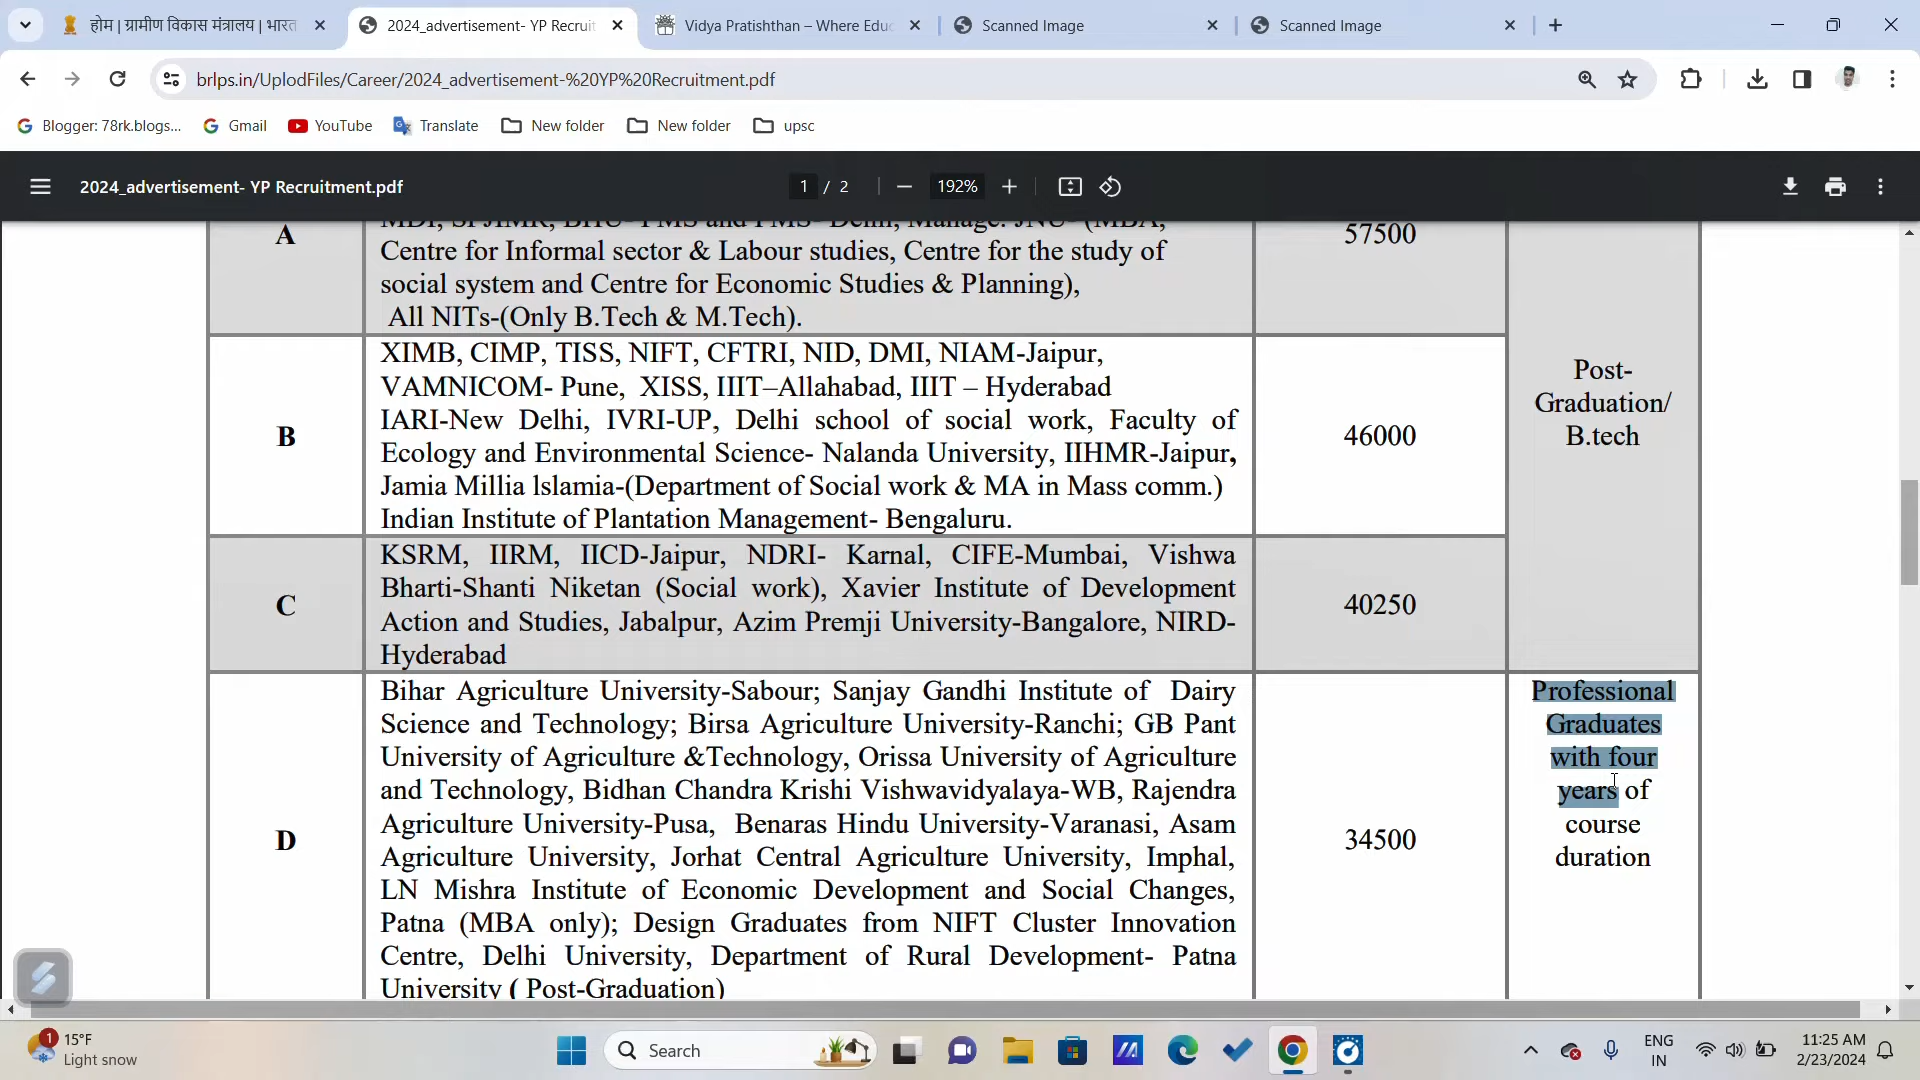 होम | ग्रामीण विकास मंत्रालय | भारत
2024_advertisement- YP Recruit
Vidya Pratishthan – Where Educ
Scanned Image
Scanned Image
brlps.in/UplodFiles/Career/2024_advertisement-%20YP%20Recruitment.pdf
Blogger: 78rk.blogs...
Gmail
YouTube
Translate
New folder
New folder
upsc
2024_advertisement- YP Recruitment.pdf
1 / 2
192%
A
MDI, SPJIMR, BHU- FMS and FMS- Delhi, Manage. JNU- (MBA,
Centre for Informal sector & Labour studies, Centre for the study of
social system and Centre for Economic Studies & Planning),
All NITs-(Only B.Tech & M.Tech).
57500
B
XIMB, CIMP, TISS, NIFT, CFTRI, NID, DMI, NIAM-Jaipur,
VAMNICOM- Pune, XISS, IIIT–Allahabad, IIIT – Hyderabad
IARI-New Delhi, IVRI-UP, Delhi school of social work, Faculty of
Ecology and Environmental Science- Nalanda University, IIHMR-Jaipur,
Jamia Millia lslamia-(Department of Social work & MA in Mass comm.)
Indian Institute of Plantation Management- Bengaluru.
46000
Post-
Graduation/
B.tech
C
KSRM, IIRM, IICD-Jaipur, NDRI- Karnal, CIFE-Mumbai, Vishwa
Bharti-Shanti Niketan (Social work), Xavier Institute of Development
Action and Studies, Jabalpur, Azim Premji University-Bangalore, NIRD-
Hyderabad
40250
D
Bihar Agriculture University-Sabour; Sanjay Gandhi Institute of Dairy
Science and Technology; Birsa Agriculture University-Ranchi; GB Pant
University of Agriculture &Technology, Orissa University of Agriculture
and Technology, Bidhan Chandra Krishi Vishwavidyalaya-WB, Rajendra
Agriculture University-Pusa, Benaras Hindu University-Varanasi, Asam
Agriculture University, Jorhat Central Agriculture University, Imphal,
LN Mishra Institute of Economic Development and Social Changes,
Patna (MBA only); Design Graduates from NIFT Cluster Innovation
Centre, Delhi University, Department of Rural Development- Patna
University ( Post-Graduation)
34500
Professional
Graduates
with four
years of
course
duration
1
15°F
Light snow
Search
ENG
IN
11:25 AM
2/23/2024